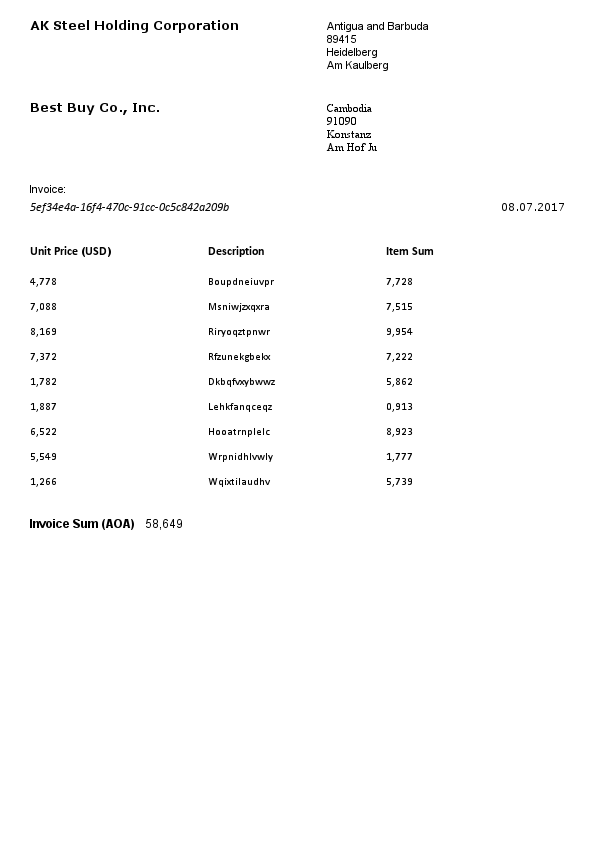 AK Steel Holding Corporation
Antigua and Barbuda
89415
Heidelberg
Am Kaulberg
Best Buy Co., Inc.
Cambodia
91090
Konstanz
Am Hof Ju
Invoice:
5ef34e4a-16f4-470c-91cc-0c5c842a209b 08.07.2017
Unit Price (USD) Description Item Sum
4,778 Boupdneiuvpr 7,728
7,088 Msniwjzxqxra 7,515
8,169 Riryoqztpnwr 9,954
7,372 Rfzunekgbekx 7,222
1,782 Dkbqfvxybwwz 5,862
1,887 Lehkfanqceqz 0,913
6,522 Hooatrnplelc 8,923
5,549 Wrpnidhlvwly 1,777
1,266 Wqixtilaudhv 5,739
Invoice Sum (AOA) 58,649